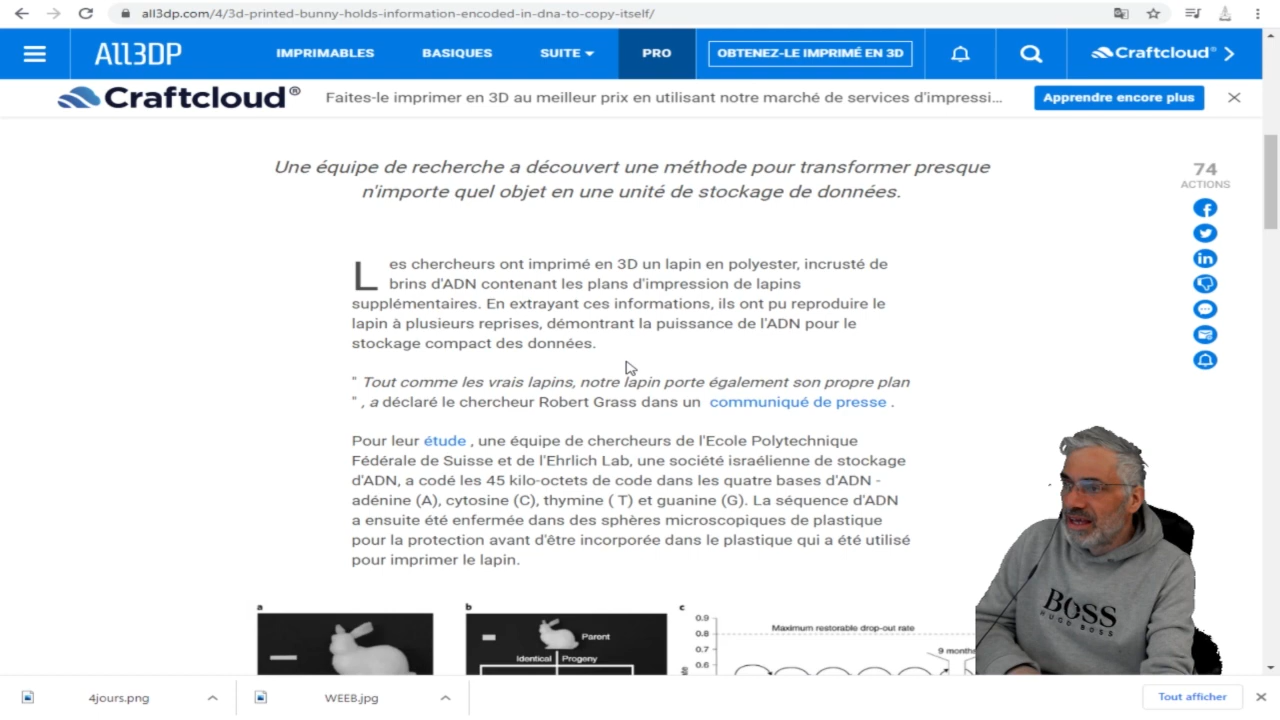 all3dp.com/4/3d-printed-bunny-holds-information-encoded-in-dna-to-copy-itself/
ALL3DP
IMPRIMABLES
BASIQUES
SUITE
PRO
OBTENEZ-LE IMPRIMÉ EN 3D
Craftcloud®
Craftcloud®
Faites-le imprimer en 3D au meilleur prix en utilisant notre marché de services d'impressi...
Apprendre encore plus
Une équipe de recherche a découvert une méthode pour transformer presque
n'importe quel objet en une unité de stockage de données.
74
ACTIONS
Les chercheurs ont imprimé en 3D un lapin en polyester, incrusté de
brins d'ADN contenant les plans d'impression de lapins
supplémentaires. En extrayant ces informations, ils ont pu reproduire le
lapin à plusieurs reprises, démontrant la puissance de l'ADN pour le
stockage compact des données.
" Tout comme les vrais lapins, notre lapin porte également son propre plan
" , a déclaré le chercheur Robert Grass dans un communiqué de presse .
Pour leur étude , une équipe de chercheurs de l'Ecole Polytechnique
Fédérale de Suisse et de l'Ehrlich Lab, une société israélienne de stockage
d'ADN, a codé les 45 kilo-octets de code dans les quatre bases d'ADN -
adénine (A), cytosine (C), thymine ( T) et guanine (G). La séquence d'ADN
a ensuite été enfermée dans des sphères microscopiques de plastique
pour la protection avant d'être incorporée dans le plastique qui a été utilisé
pour imprimer le lapin.
a
b
Parent
Identical
Progeny
c
0.9
0.8
0.7
0.6
Maximum restorable drop-out rate
9 months
BOSS
HUGO BOSS
4jours.png
WEEB.jpg
Tout afficher